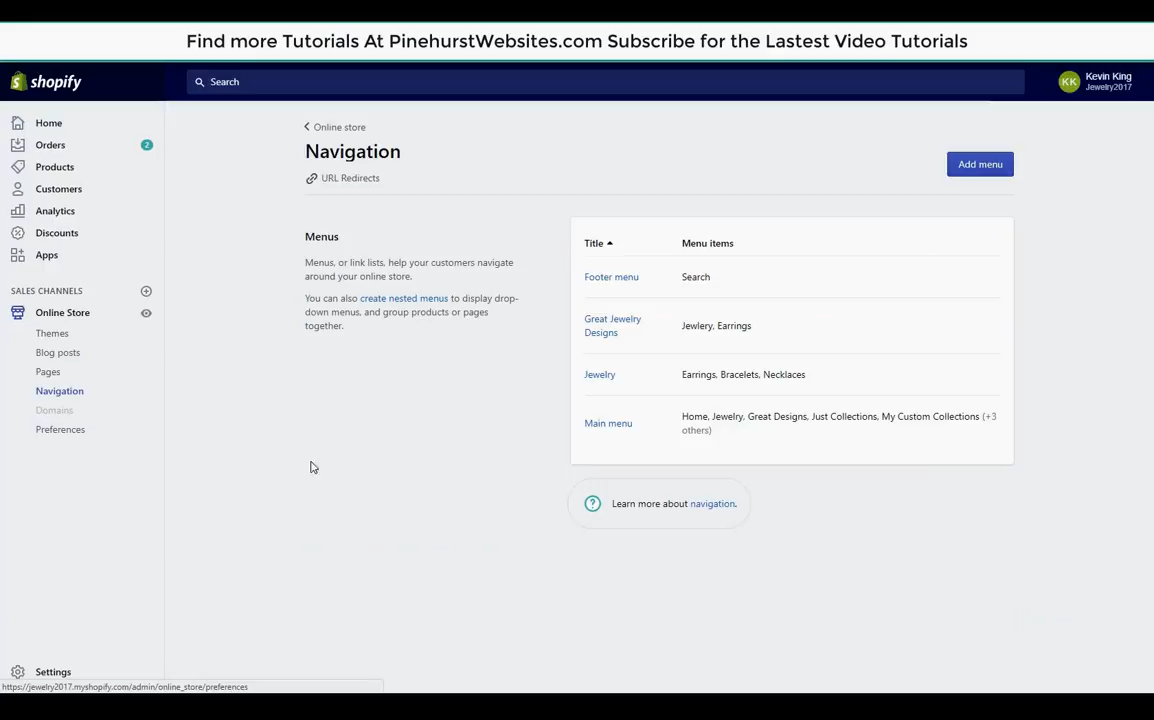 Find more Tutorials At PinehurstWebsites.com Subscribe for the Lastest Video Tutorials
shopify
Search
KK
Kevin King
Jewelry2017
Home
Orders
2
Products
Customers
Analytics
Discounts
Apps
SALES CHANNELS
Online Store
Themes
Blog posts
Pages
Navigation
Domains
Preferences
Settings
https://jewelry2017.myshopify.com/admin/online_store/preferences
Online store
Navigation
URL Redirects
Add menu
Menus
Menus, or link lists, help your customers navigate
around your online store.
You can also create nested menus to display drop-
down menus, and group products or pages
together.
Title
Menu items
Footer menu
Search
Great Jewelry
Designs
Jewlery, Earrings
Jewelry
Earrings, Bracelets, Necklaces
Main menu
Home, Jewelry, Great Designs, Just Collections, My Custom Collections (+3
others)
? Learn more about navigation.